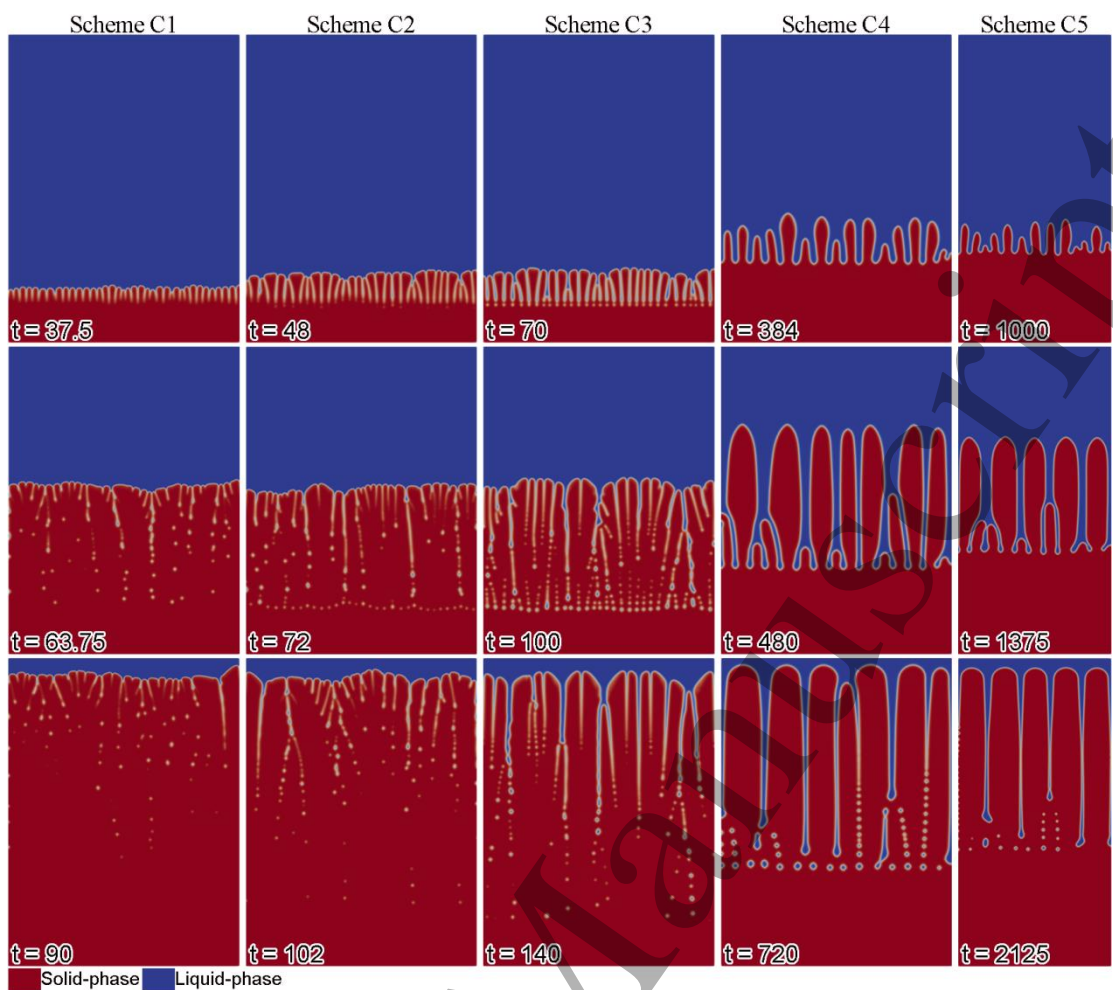 Scheme C1 Scheme C2 Scheme C3 Scheme C4 Scheme C5
t = 37.5 t = 48 t = 70 t = 384 t = 1000
t = 63.75 t = 72 t = 100 t = 480 t = 1375
t = 90 t = 102 t = 140 t = 720 t = 2125
Solid-phase Liquid-phase
Manuscrip